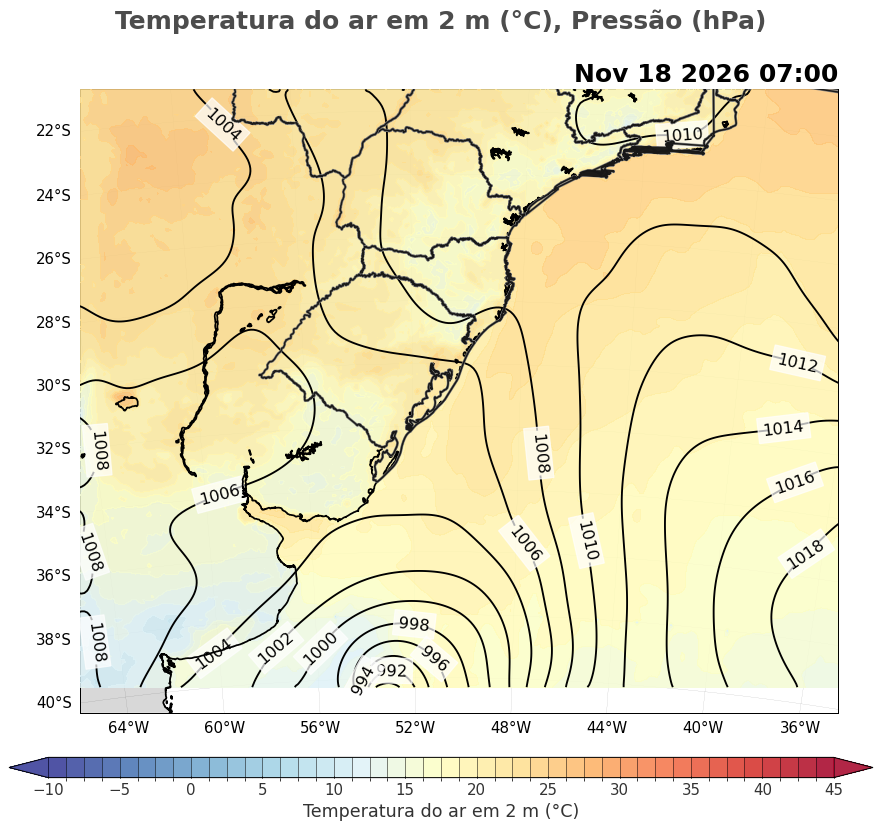 Temperatura do ar em 2 m (°C), Pressão (hPa)
Nov 18 2026 07:00
1004
1010
22°S
24°S
26°S
28°S
1012
30°S
1014
1008
1008
32°S
1016
1006
34°S
1006
1010
1018
1008
36°S
998
1008
38°S
1004
1002
1000
996
994
992
40°S
64°W 60°W 56°W 52°W 48°W 44°W 40°W 36°W
−10 −5 0 5 10 15 20 25 30 35 40 45
Temperatura do ar em 2 m (°C)